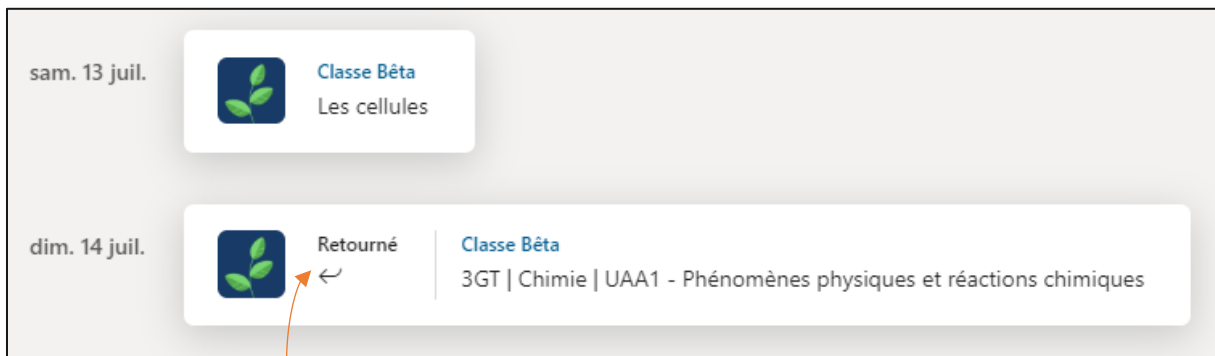 sam. 13 juil.
Classe Bêta
Les cellules
dim. 14 juil.
Retourné
Classe Bêta
3GT | Chimie | UAA1 - Phénomènes physiques et réactions chimiques